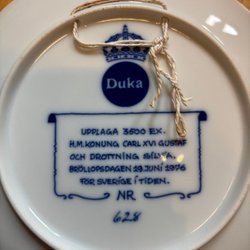 Duka
UPPLAGA 3500 EX.
H.M. KONUNG CARL XVI GUSTAF
OCH DROTTNING SILVIA.
BRÖLLOPSDAGEN 19 JUNI 1976
FÖR SVERIGE I TIDEN.
NR
628